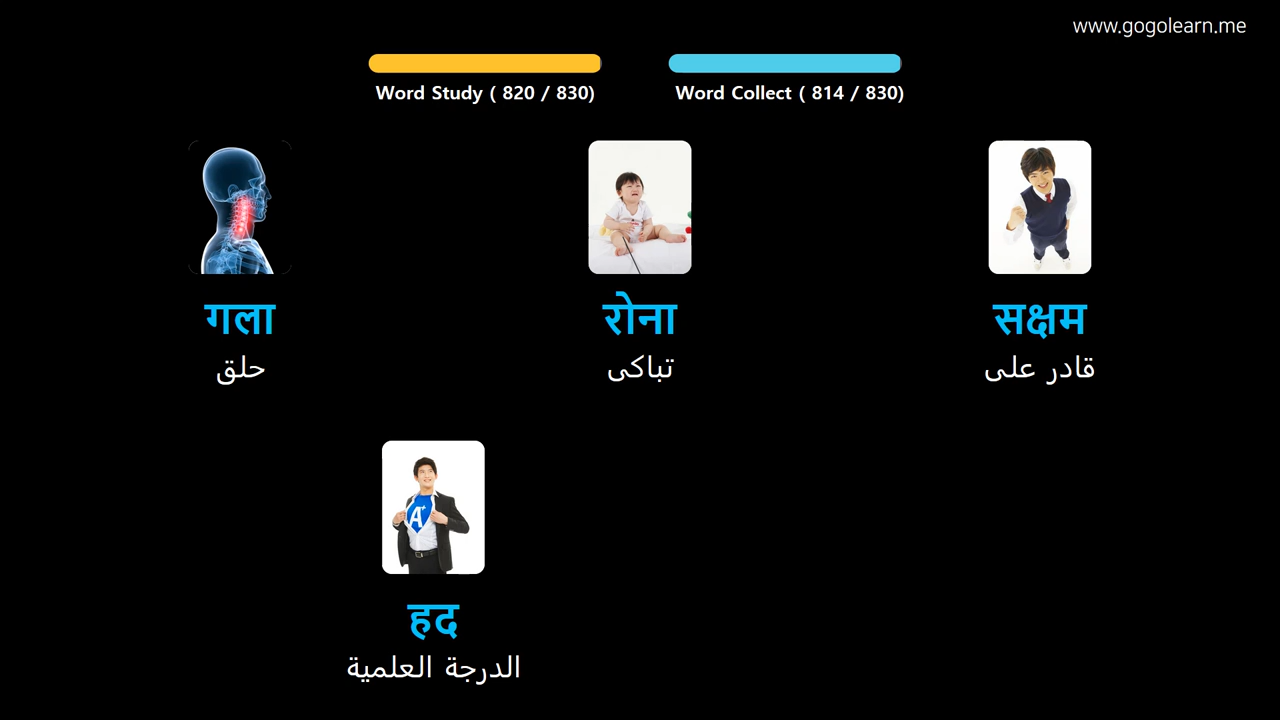 www.gogolearn.me
Word Study ( 820 / 830)
Word Collect ( 814 / 830)
गला
حلق
रोना
تباكى
सक्षम
قادر على
A+
हद
الدرجة العلمية